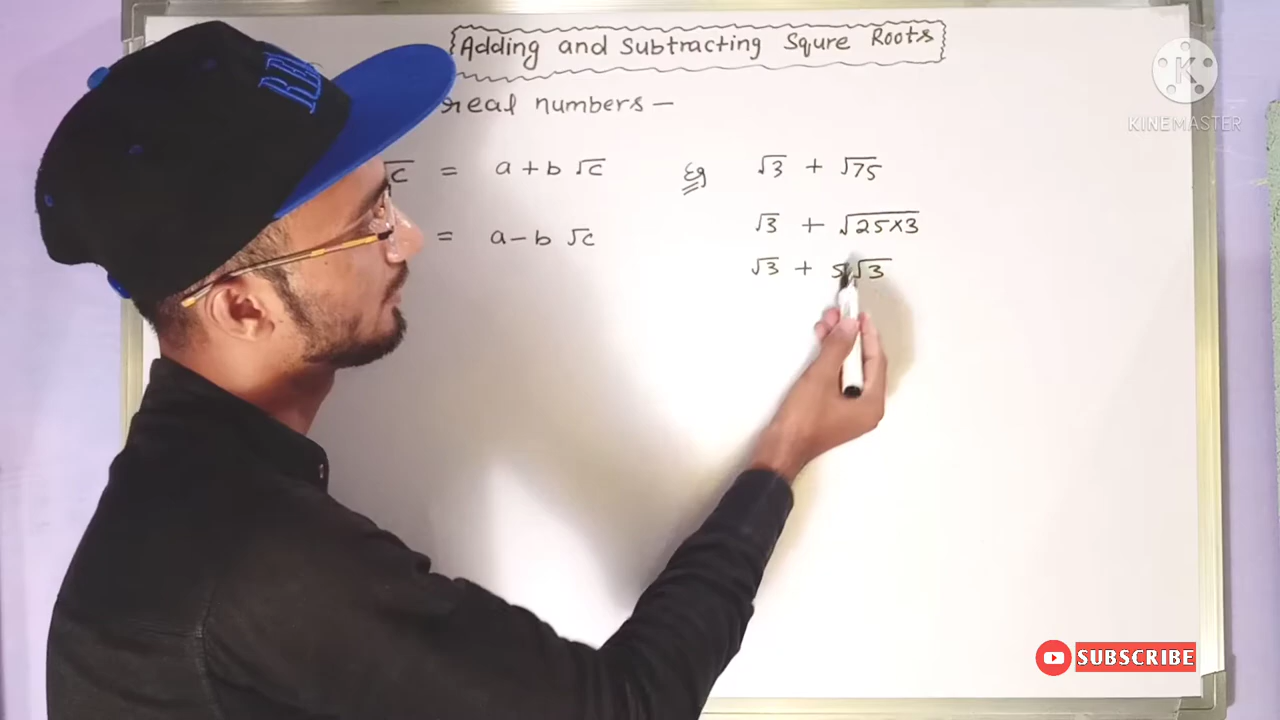 Adding and Subtracting Squre Roots
real numbers —
√c = a + b √c
= a - b √c
Eg √3 + √75
√3 + √25×3
√3 + 5√3
KINEMASTER
SUBSCRIBE